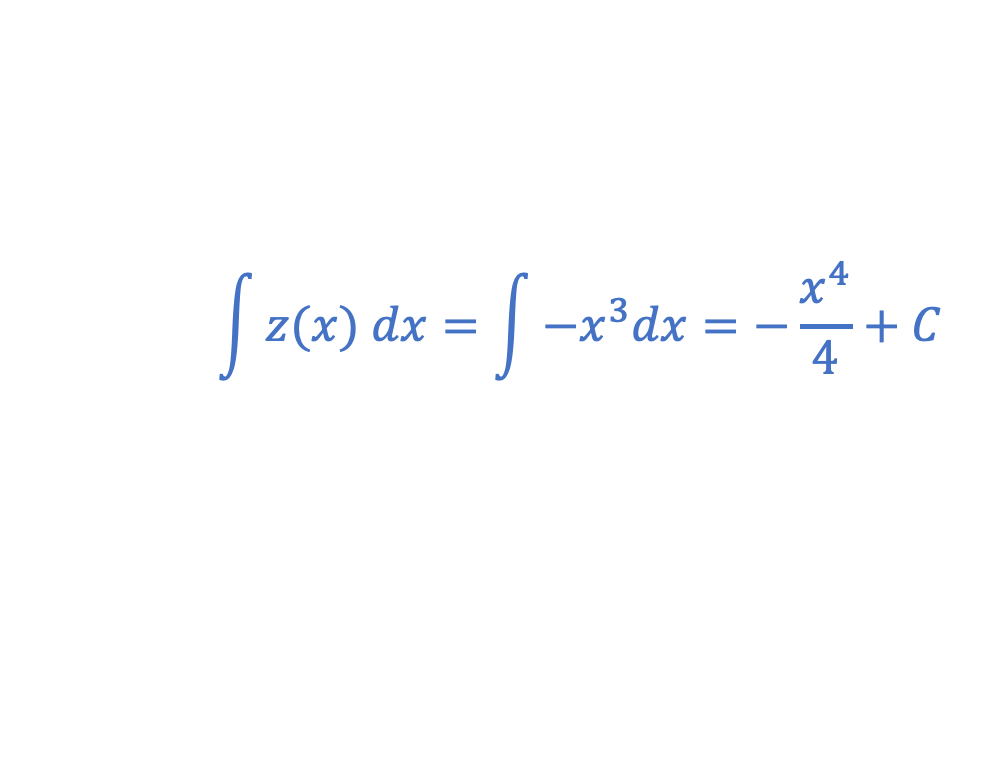 ∫ z(x) dx = ∫ −x³dx = − x⁴/4 + C